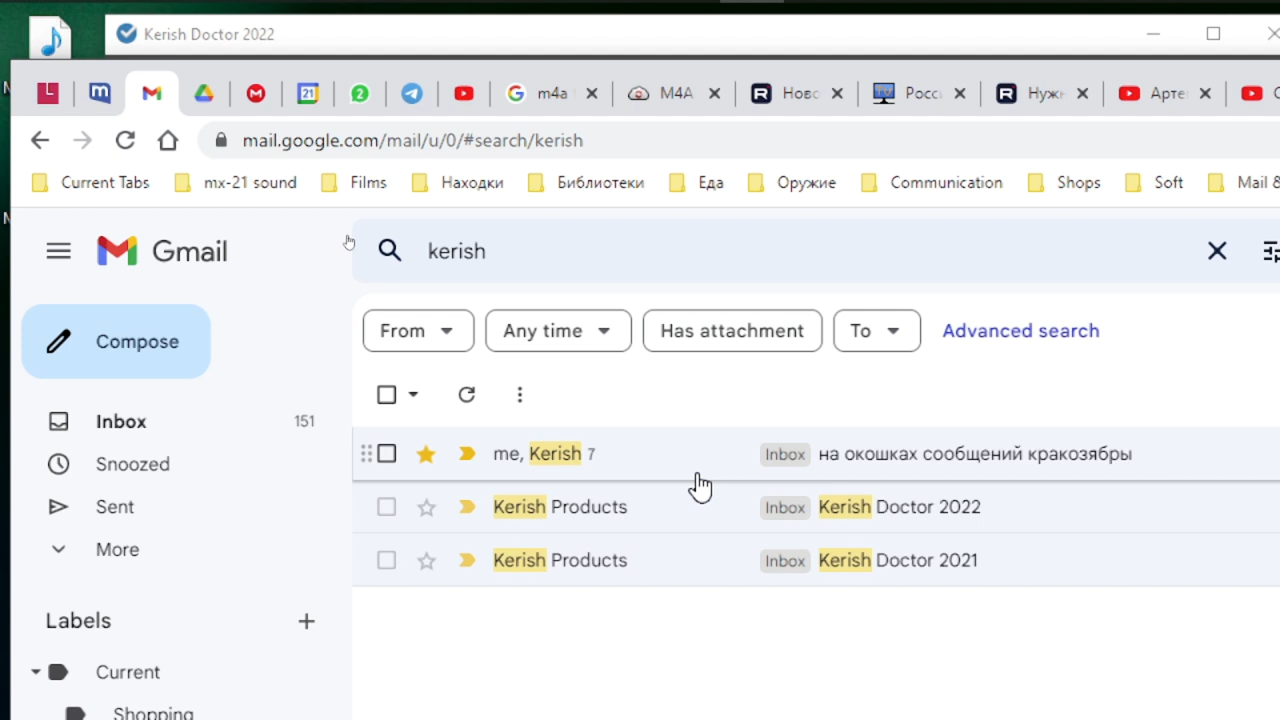 Kerish Doctor 2022
21
2
m4a
M4A
Новс
Росс
Нуж
Арте
mail.google.com/mail/u/0/#search/kerish
Current Tabs mx-21 sound Films Находки Библиотеки Еда Оружие Communication Shops Soft Mail &
Gmail
kerish
Compose
From Any time Has attachment To Advanced search
Inbox 151
Snoozed
Sent
More
me, Kerish 7 Inbox на окошках сообщений кракозябры
Kerish Products Inbox Kerish Doctor 2022
Kerish Products Inbox Kerish Doctor 2021
Labels
Current
Shopping